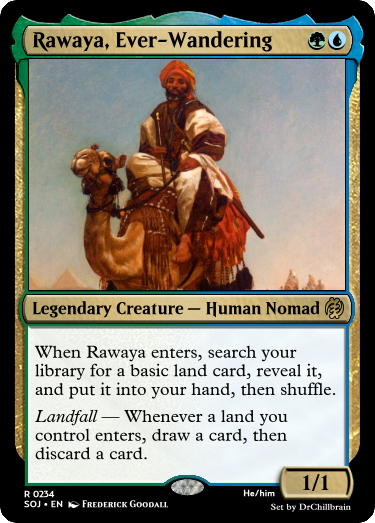 Rawaya, Ever-Wandering
Legendary Creature — Human Nomad
When Rawaya enters, search your
library for a basic land card, reveal it,
and put it into your hand, then shuffle.
Landfall — Whenever a land you
control enters, draw a card, then
discard a card.
1/1
R 0234
He/him
SOJ • EN Frederick Goodall
Set by DrChillbrain